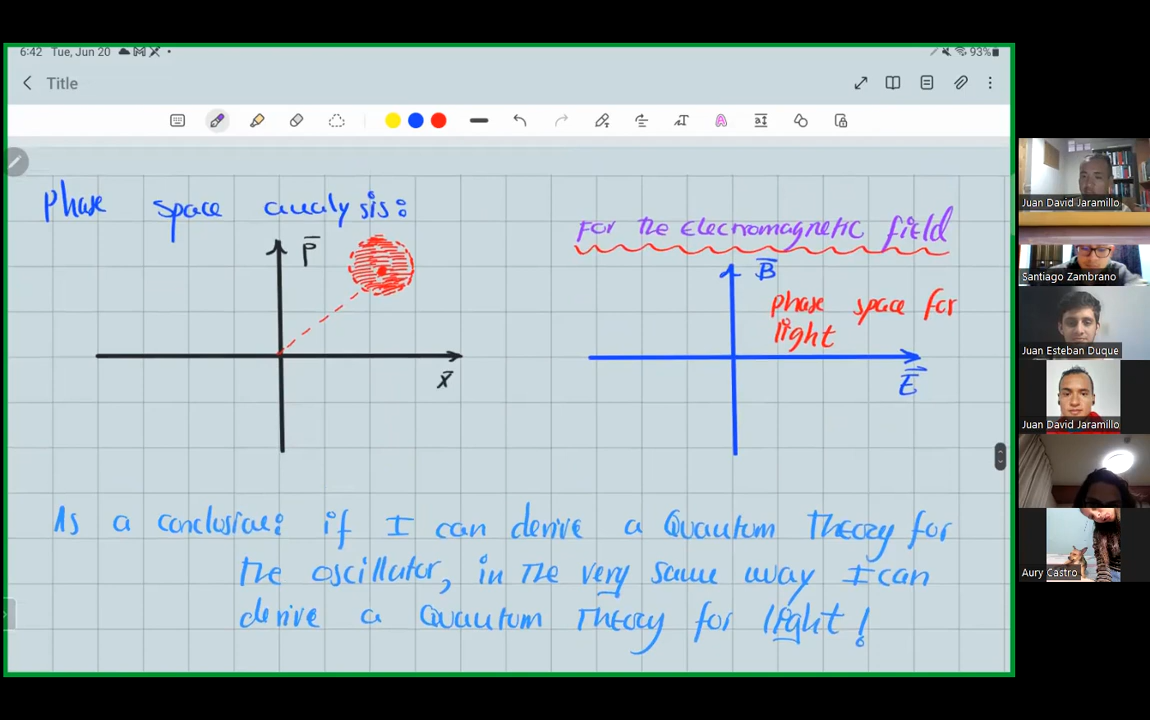 6:42 Tue, Jun 20
93%
Title
Phase space analysis:
P
X
For the Electromagnetic field
B
phase space for
light
E
As a conclusion: if I can derive a Quantum Theory for
the oscillator, in the very same way I can
derive a Quantum Theory for light!
Juan David Jaramillo
Santiago Zambrano
Juan Esteban Duque
Juan David Jaramillo
Aury Castro